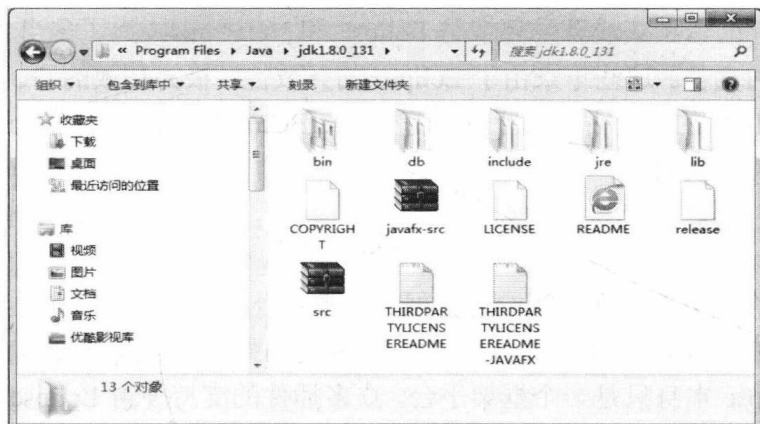 « Program Files ▸ Java ▸ jdk1.8.0_131 ▸
搜索 jdk1.8.0_131
组织 包含到库中 共享 刻录 新建文件夹
收藏夹
下载
桌面
最近访问的位置
库
视频
图片
文档
音乐
优酷影视库
bin db include jre lib
COPYRIGH
T
javafx-src LICENSE README release
src
THIRDPAR
TYLICENS
EREADME
THIRDPAR
TYLICENS
EREADME
-JAVAFX
13 个对象